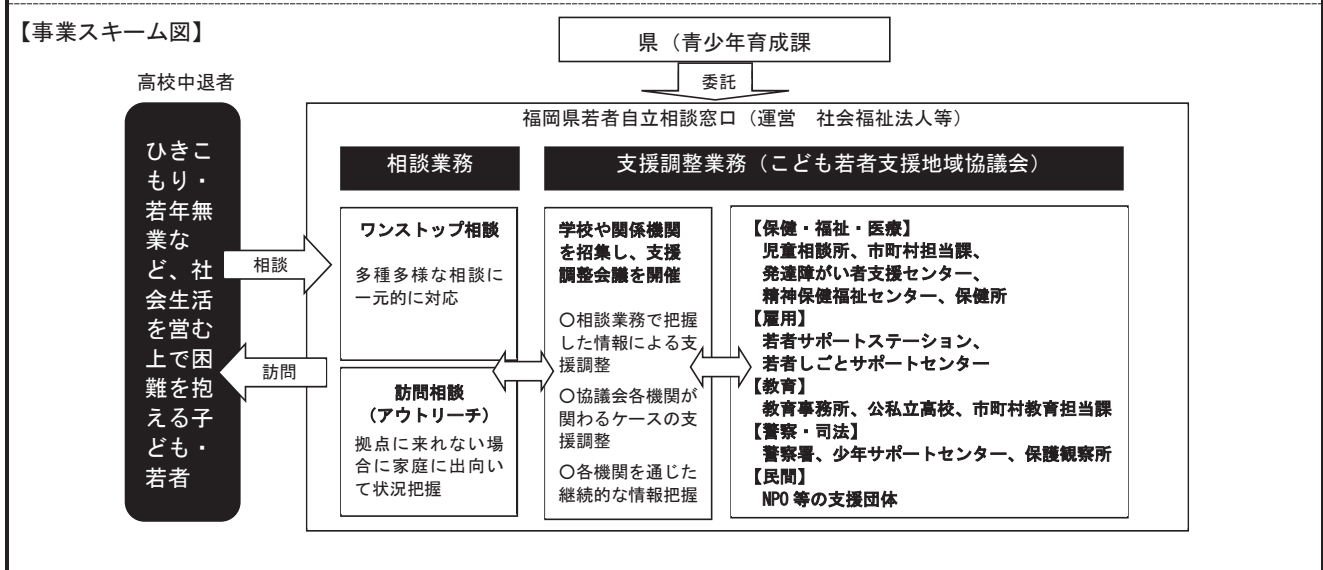 【事業スキーム図】
県（青少年育成課
委託
高校中退者
ひきこ
もり・
若年無
業な
ど、社
会生活
を営む
上で困
難を抱
える子
ども・
若者
相談
訪問
福岡県若者自立相談窓口（運営　社会福祉法人等）
相談業務
ワンストップ相談
多種多様な相談に
一元的に対応
訪問相談
（アウトリーチ）
拠点に来れない場
合に家庭に出向い
て状況把握
支援調整業務（こども若者支援地域協議会）
学校や関係機関
を招集し、支援
調整会議を開催
〇相談業務で把握
した情報による支
援調整
〇協議会各機関が
関わるケースの支
援調整
〇各機関を通じた
継続的な情報把握
【保健・福祉・医療】
児童相談所、市町村担当課、
発達障がい者支援センター、
精神保健福祉センター、保健所
【雇用】
若者サポートステーション、
若者しごとサポートセンター
【教育】
教育事務所、公私立高校、市町村教育担当課
【警察・司法】
警察署、少年サポートセンター、保護観察所
【民間】
NPO 等の支援団体